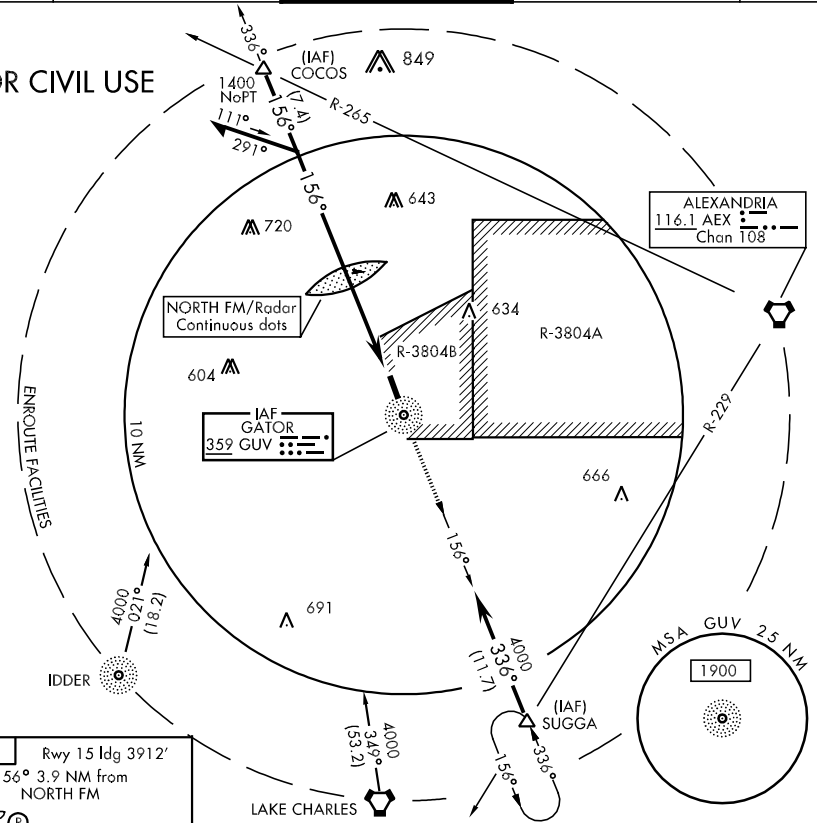 OR CIVIL USE
336°
(IAF)
COCOS
849
1400
NoPT
(7.4)
156°
R-265
111°
291°
156°
720
643
ALEXANDRIA
116.1 AEX
Chan 108
NORTH FM/Radar
Continuous dots
634
R-3804A
R-3804B
604
ENROUTE FACILITIES
10 NM
IAF
GATOR
359 GUV
R-229
666
156°
4000
021°
(18.2)
691
4000
336°
(11.7)
MSA GUV 25 NM
1900
IDDER
(IAF)
SUGGA
4000
349°
(53.2)
156°
336°
Rwy 15 ldg 3912'
56° 3.9 NM from
NORTH FM
LAKE CHARLES